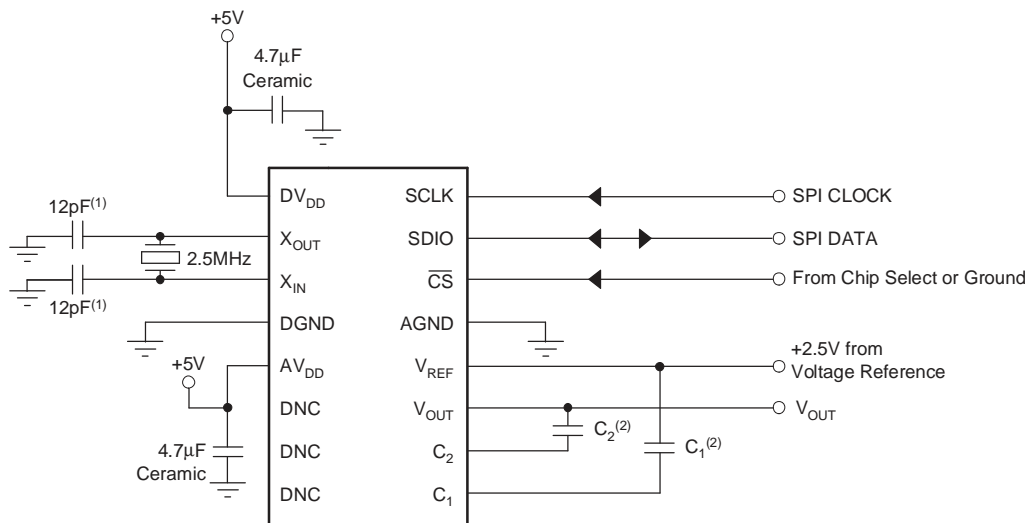 +5V
4.7μF
Ceramic
DV_DD
SCLK
SPI CLOCK
12pF(1)
X_OUT
2.5MHz
SDIO
SPI DATA
X_IN
12pF(1)
CS
From Chip Select or Ground
DGND
AGND
+5V
AV_DD
V_REF
+2.5V from
Voltage Reference
DNC
V_OUT
V_OUT
C_2(2)
C_1(2)
4.7μF
Ceramic
DNC
C_2
DNC
C_1